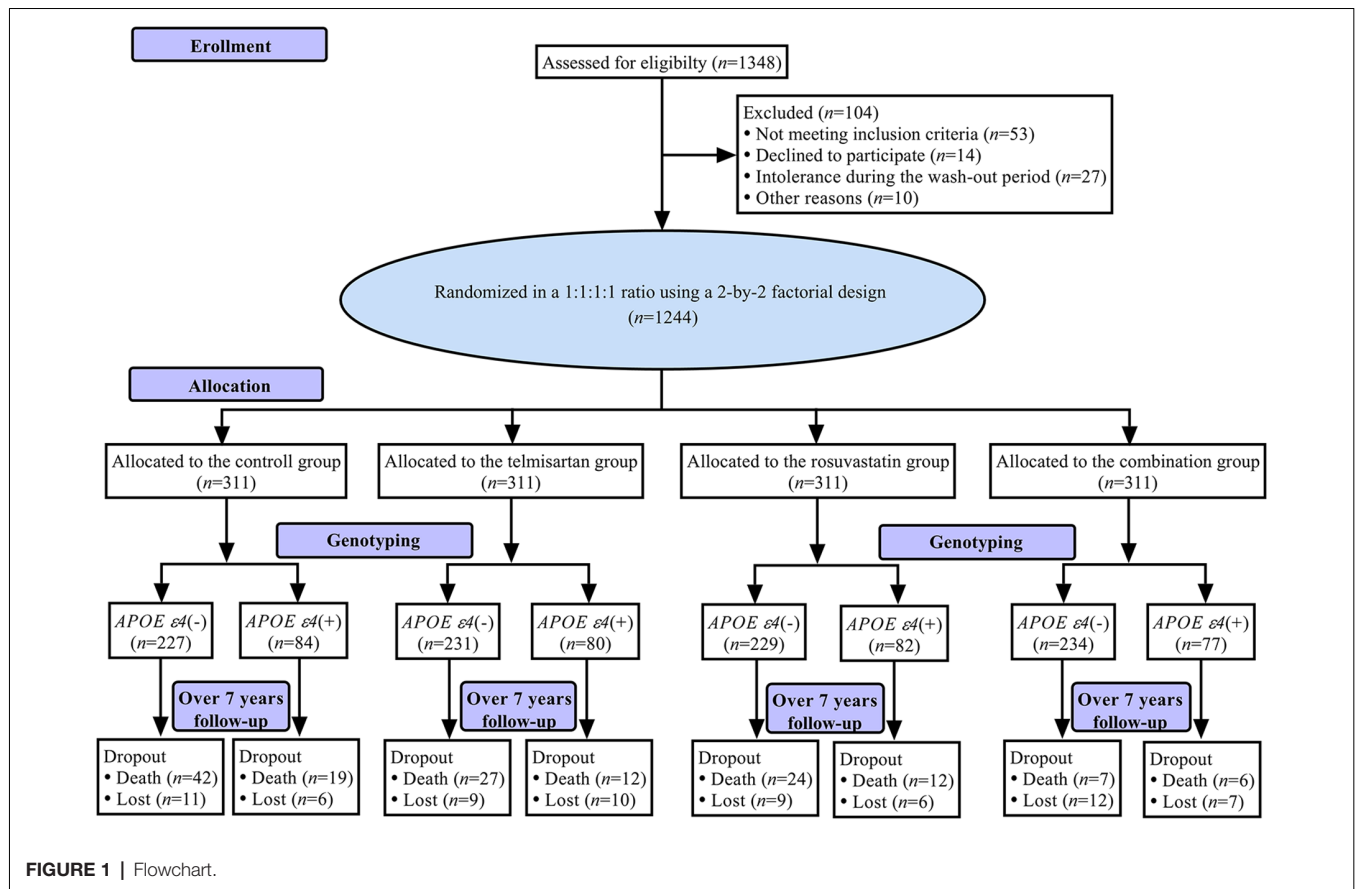 Erollment
Assessed for eligibilty (n=1348)
Excluded (n=104)
• Not meeting inclusion criteria (n=53)
• Declined to participate (n=14)
• Intolerance during the wash-out period (n=27)
• Other reasons (n=10)
Randomized in a 1:1:1:1 ratio using a 2-by-2 factorial design
(n=1244)
Allocation
Allocated to the controll group
(n=311)
Allocated to the telmisartan group
(n=311)
Allocated to the rosuvastatin group
(n=311)
Allocated to the combination group
(n=311)
Genotyping
Genotyping
APOE ε4(-)
(n=227)
APOE ε4(+)
(n=84)
APOE ε4(-)
(n=231)
APOE ε4(+)
(n=80)
APOE ε4(-)
(n=229)
APOE ε4(+)
(n=82)
APOE ε4(-)
(n=234)
APOE ε4(+)
(n=77)
Over 7 years
follow-up
Over 7 years
follow-up
Over 7 years
follow-up
Over 7 years
follow-up
Dropout
• Death (n=42)
• Lost (n=11)
Dropout
• Death (n=19)
• Lost (n=6)
Dropout
• Death (n=27)
• Lost (n=9)
Dropout
• Death (n=12)
• Lost (n=10)
Dropout
• Death (n=24)
• Lost (n=9)
Dropout
• Death (n=12)
• Lost (n=6)
Dropout
• Death (n=7)
• Lost (n=12)
Dropout
• Death (n=6)
• Lost (n=7)
FIGURE 1 | Flowchart.